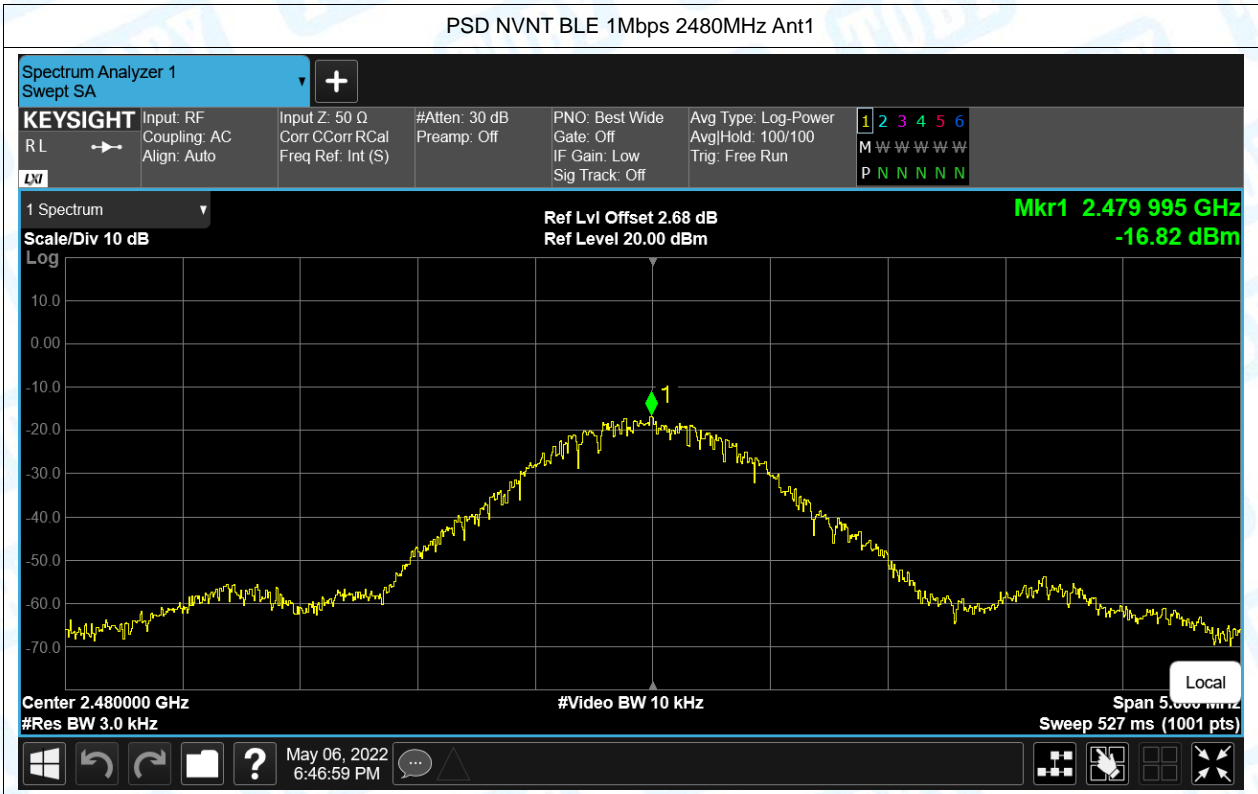 PSD NVNT BLE 1Mbps 2480MHz Ant1
Spectrum Analyzer 1
Swept SA
KEYSIGHT
RL
LXI
Input: RF
Coupling: AC
Align: Auto
Input Z: 50 Ω
Corr CCorr RCal
Freq Ref: Int (S)
#Atten: 30 dB
Preamp: Off
PNO: Best Wide
Gate: Off
IF Gain: Low
Sig Track: Off
Avg Type: Log-Power
Avg|Hold: 100/100
Trig: Free Run
1 2 3 4 5 6
M W W W W W
P N N N N N
1 Spectrum
Scale/Div 10 dB
Ref Lvl Offset 2.68 dB
Ref Level 20.00 dBm
Mkr1 2.479 995 GHz
-16.82 dBm
Log
10.0
0.00
-10.0
-20.0
-30.0
-40.0
-50.0
-60.0
-70.0
1
Local
Center 2.480000 GHz
#Res BW 3.0 kHz
#Video BW 10 kHz
Span 5.000 MHz
Sweep 527 ms (1001 pts)
?
May 06, 2022
6:46:59 PM